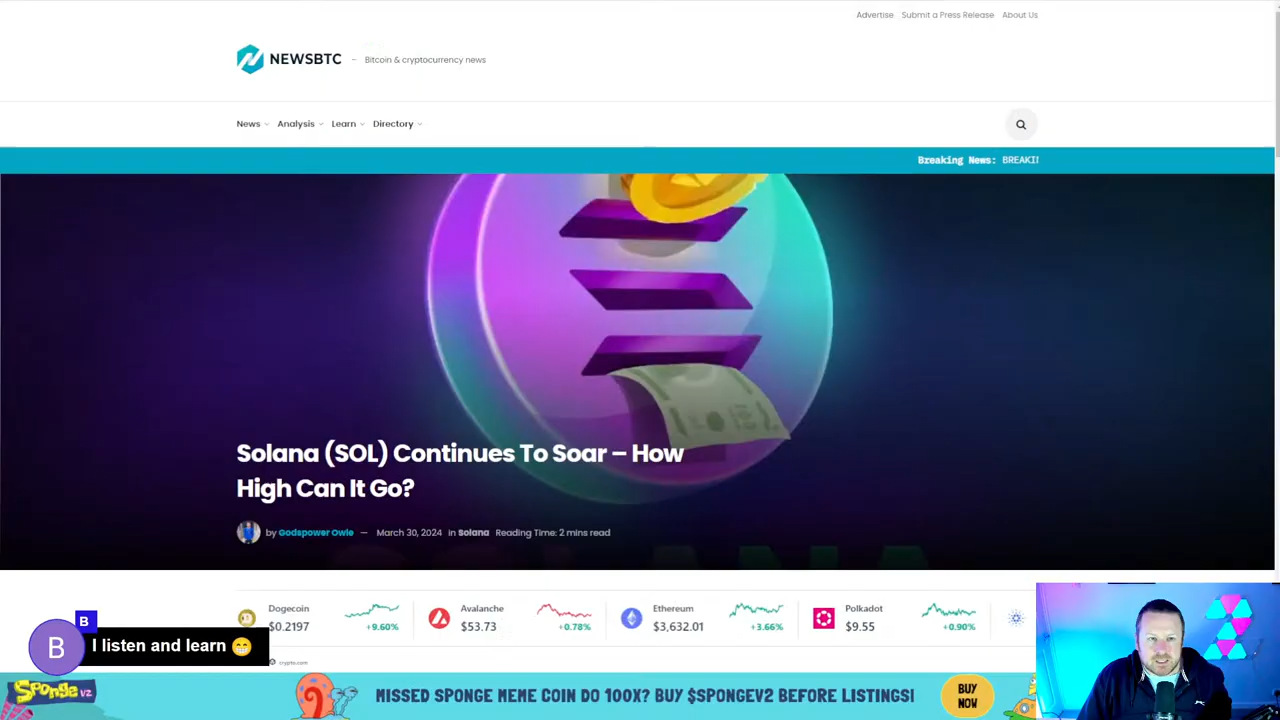 Advertise Submit a Press Release About Us
NEWSBTC – Bitcoin & cryptocurrency news
News Analysis Learn Directory
Breaking News: BREAKI
Solana (SOL) Continues To Soar – How
High Can It Go?
by Godspower Owie — March 30, 2024 in Solana Reading Time: 2 mins read
Dogecoin
$0.2197
+9.60%
Avalanche
$53.73
+0.78%
Ethereum
$3,632.01
+3.66%
Polkadot
$9.55
+0.90%
B
B
I listen and learn 😁
crypto.com
Sponge V2
MISSED SPONGE MEME COIN DO 100X? BUY $SPONGEV2 BEFORE LISTINGS!
BUY
NOW